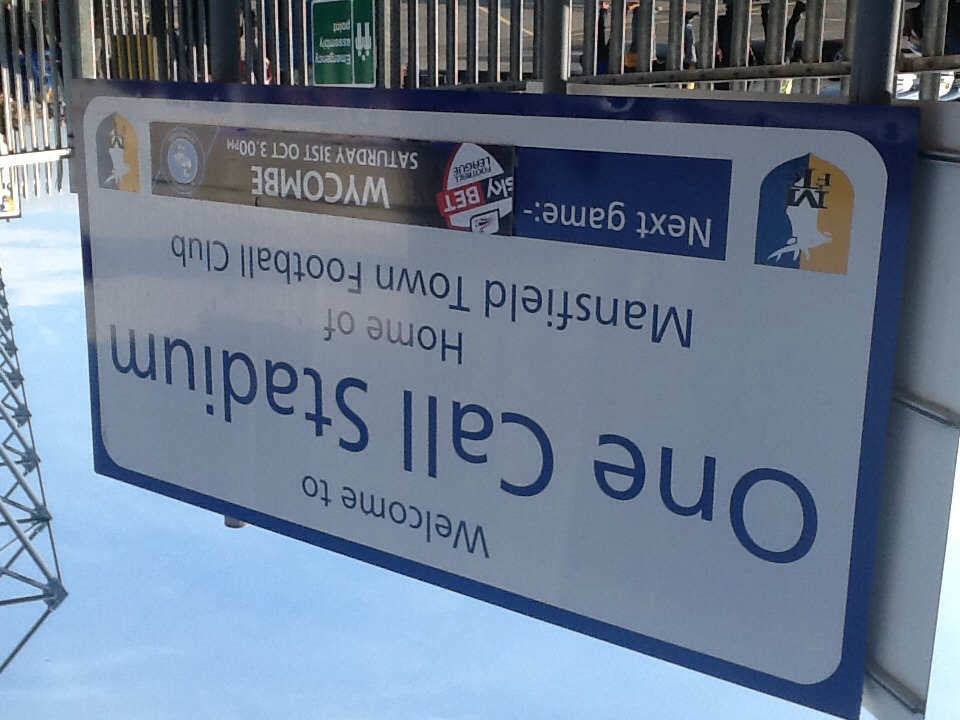 Welcome to
One Call Stadium
Home of
Mansfield Town Football Club
Next game:-
sky BET
FOOTBALL
LEAGUE
WYCOMBE
SATURDAY 31ST OCT 3.00PM
Emergency
assembly
point